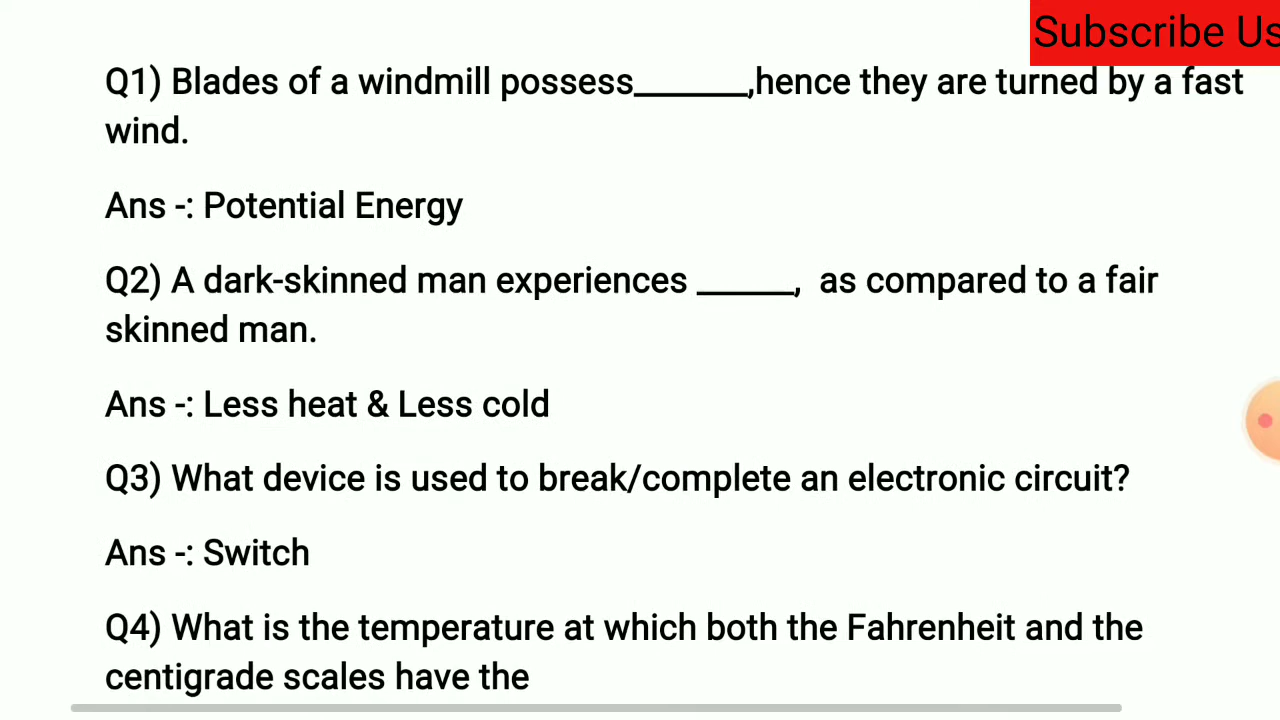 Subscribe Us
Q1) Blades of a windmill possess_______,hence they are turned by a fast
wind.
Ans -: Potential Energy
Q2) A dark-skinned man experiences ______,  as compared to a fair
skinned man.
Ans -: Less heat & Less cold
Q3) What device is used to break/complete an electronic circuit?
Ans -: Switch
Q4) What is the temperature at which both the Fahrenheit and the
centigrade scales have the